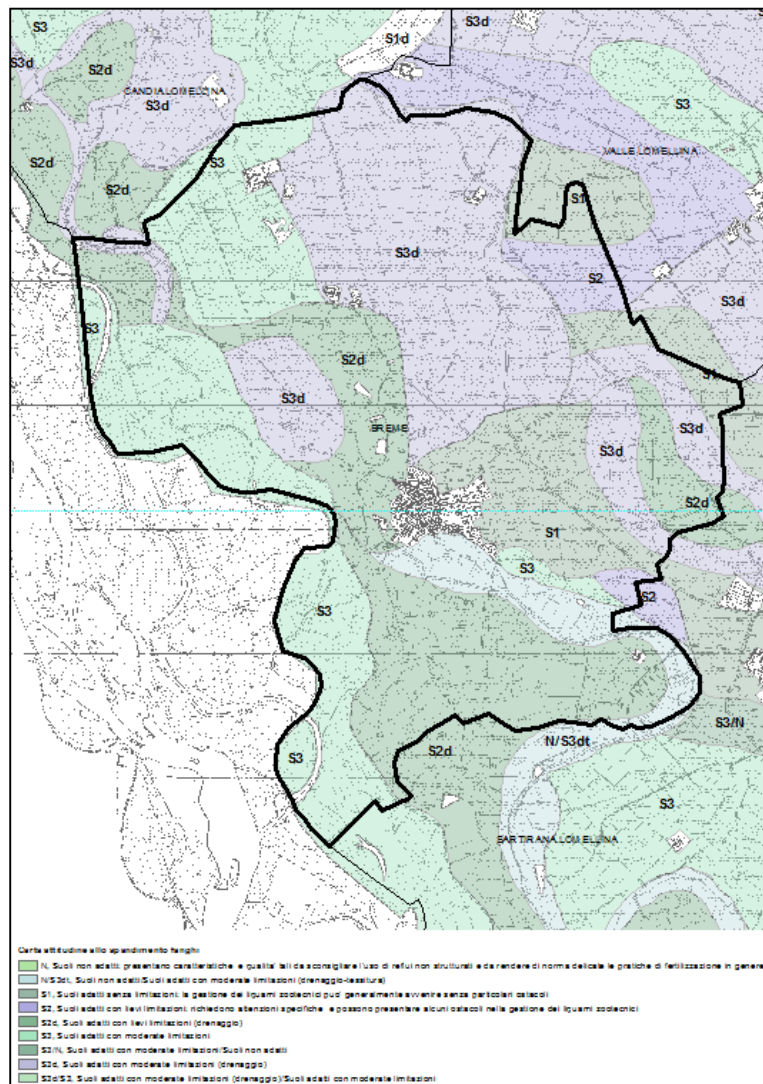 S3
S3d
S1d
S3d
S2d
CANDIA LOMELLINA
S3d
S3
S2d
S2d
S3
VALLE LOMELLINA
S1
S3d
S2
S3d
S3
S2d
S3d
S1
BREME
S3d
S3d
S2d
S1
S3
S2
S3
S3/N
N/S3dt
S2d
S3
S3
SARTIRANA LOMELLINA
Carta attitudine allo spandimento fanghi
N, Suoli non adatti: presentano caratteristiche e qualita' tali da sconsigliare l'uso di reflui non strutturati e da rendere di norma delicate le pratiche di fertilizzazione in genere
N/S3dt, Suoli non adatti/Suoli adatti con moderate limitazioni (drenaggio-tessitura)
S1, Suoli adatti senza limitazioni: la gestione dei liquami zootecnici puo' generalmente avvenire senza particolari ostacoli
S2, Suoli adatti con lievi limitazioni: richiedono attenzioni specifiche e possono presentare alcuni ostacoli nella gestione dei liquami zootecnici
S2d, Suoli adatti con lievi limitazioni (drenaggio)
S3, Suoli adatti con moderate limitazioni
S3/N, Suoli adatti con moderate limitazioni/Suoli non adatti
S3d, Suoli adatti con moderate limitazioni (drenaggio)
S3d/S3, Suoli adatti con moderate limitazioni (drenaggio)/Suoli adatti con moderate limitazioni